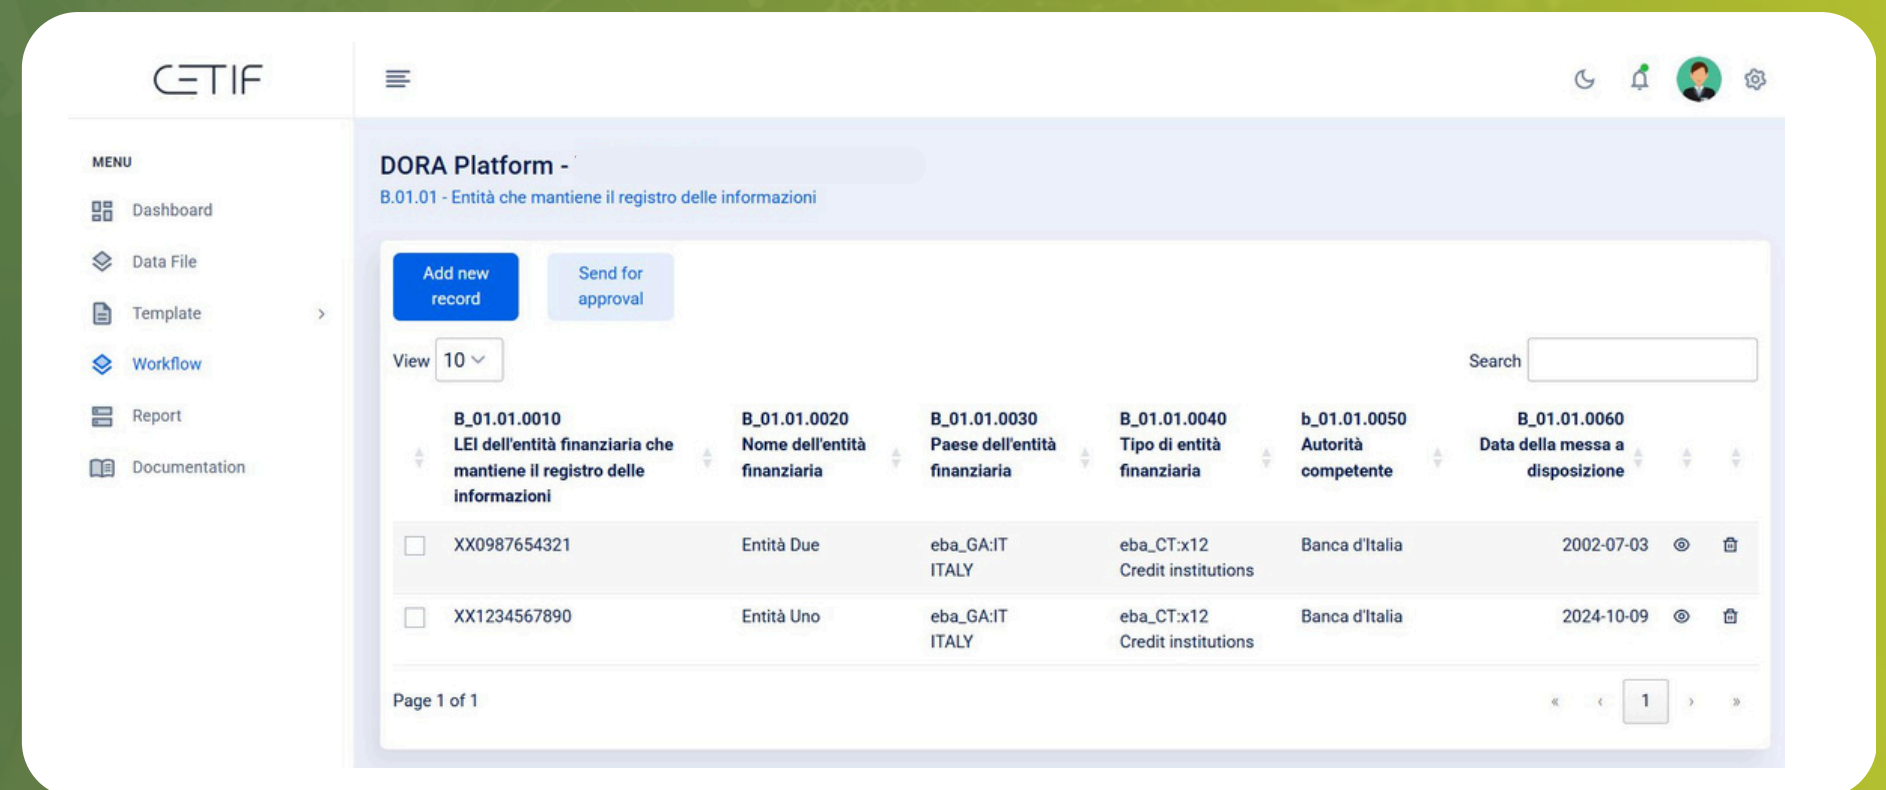 CETIF
MENU
Dashboard
Data File
Template
Workflow
Report
Documentation
DORA Platform -
B.01.01 - Entità che mantiene il registro delle informazioni
Add new
record
Send for
approval
View 10
Search
B_01.01.0010
LEI dell'entità finanziaria che
mantiene il registro delle
informazioni
B_01.01.0020
Nome dell'entità
finanziaria
B_01.01.0030
Paese dell'entità
finanziaria
B_01.01.0040
Tipo di entità
finanziaria
b_01.01.0050
Autorità
competente
B_01.01.0060
Data della messa a
disposizione
XX0987654321
Entità Due
eba_GA:IT
ITALY
eba_CT:x12
Credit institutions
Banca d'Italia
2002-07-03
XX1234567890
Entità Uno
eba_GA:IT
ITALY
eba_CT:x12
Credit institutions
Banca d'Italia
2024-10-09
Page 1 of 1
« ‹ 1 › »